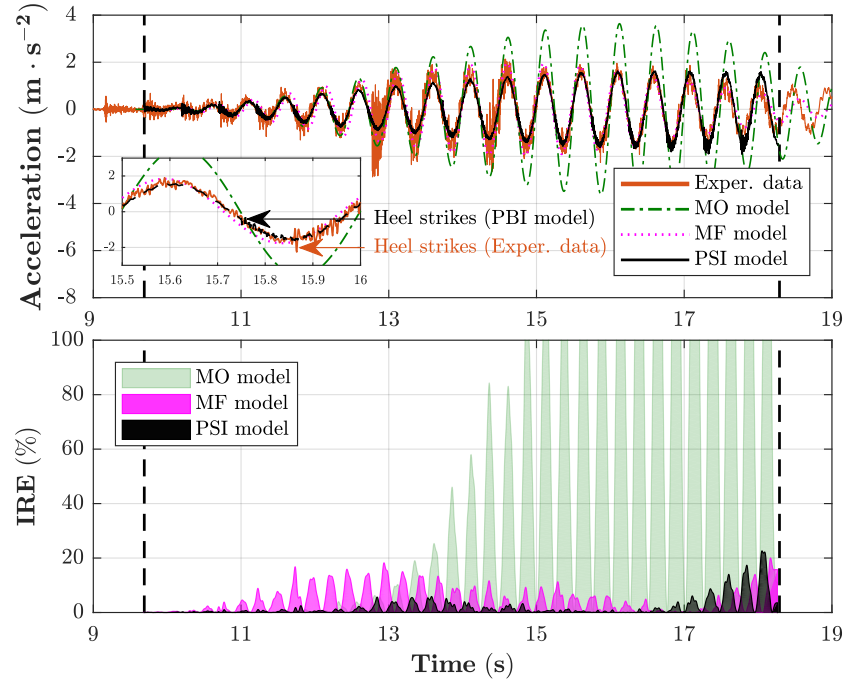 Acceleration (m · s⁻²)
4
2
0
-2
-4
-6
-8
2
0
-2
15.5 15.6 15.7 15.8 15.9 16
Heel strikes (PBI model)
Heel strikes (Exper. data)
Exper. data
MO model
MF model
PSI model
9 11 13 15 17 19
IRE (%)
100
80
60
40
20
0
MO model
MF model
PSI model
9 11 13 15 17 19
Time (s)